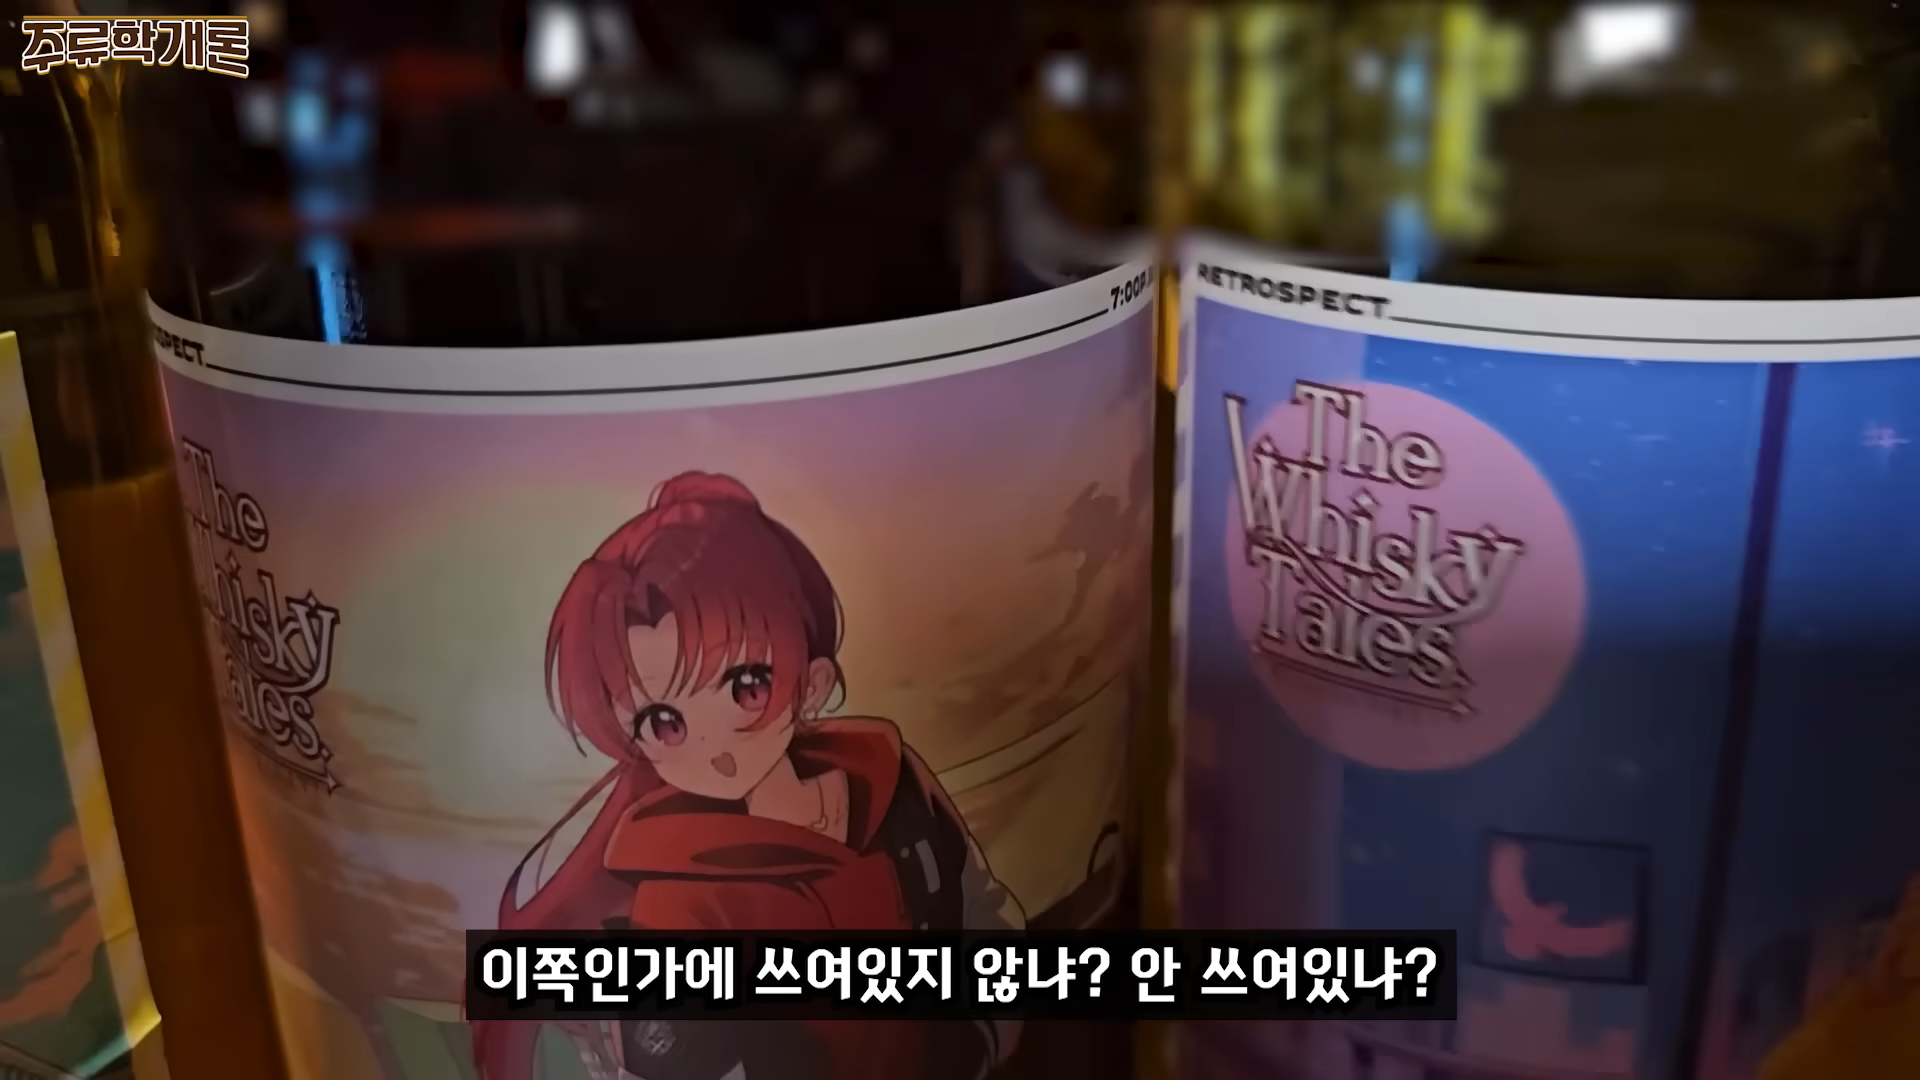 주류학개론
7:00P.M
RETROSPECT
The
Whisky
Tales.
The
Whisky
Tales.
이쪽인가에 쓰여있지 않냐? 안 쓰여있냐?